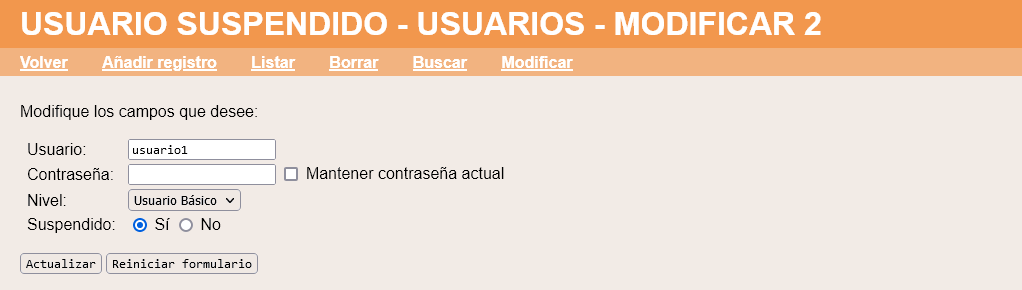 USUARIO SUSPENDIDO - USUARIOS - MODIFICAR 2
Volver Añadir registro Listar Borrar Buscar Modificar
Modifique los campos que desee:
Usuario: usuario1
Contraseña: Mantener contraseña actual
Nivel: Usuario Básico
Suspendido: Sí No
Actualizar Reiniciar formulario